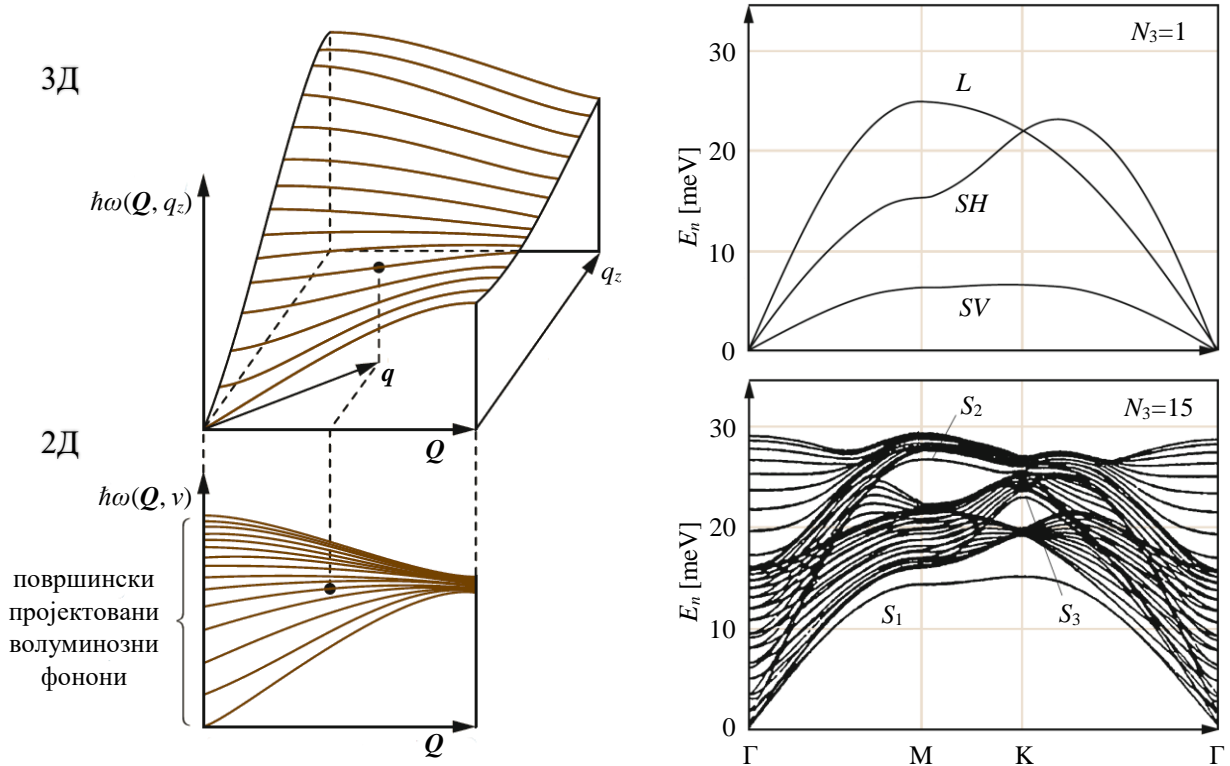 3Д
ħω(Q, q_z)
q_z
q
Q
2Д
ħω(Q, ν)
површински
пројектовани
волуминозни
фонони
Q
N₃=1
30
20
10
0
E_n [meV]
L
SH
SV
N₃=15
30
20
10
0
E_n [meV]
S₂
S₁
S₃
Γ M K Γ